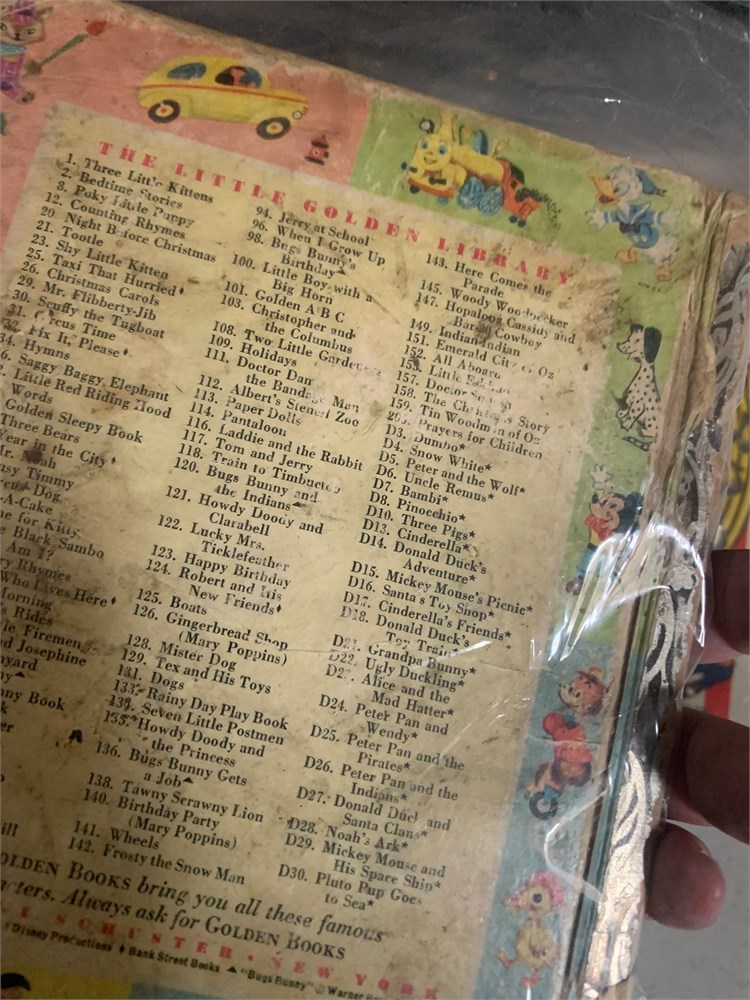 THE LITTLE GOLDEN LIBRARY
1. Three Little Kittens
2. Bedtime Stories
8. Poky Little Puppy
12. Counting Rhymes
20 Night Before Christmas
21. Tootle
23. Shy Little Kitten
25. Taxi That Hurried♦
26. Christmas Carols
29. Mr. Flibberty-Jib
30. Scuffy the Tugboat
31. Circus Time
32. Fix It, Please♦
34. Hymns
Saggy Baggy Elephant
Little Red Riding Hood
Words
Golden Sleepy Book
Three Bears
Year in the City♦
Mr. Noah
Busy Timmy
Dog
-A-Cake
for Kitty
Black Sambo
Am I?
Rhymes
Who Lives Here♦
Morning
Rides
Firemen
Josephine
Book
94. Jerry at School
96. When I Grow Up
98. Bugs Bunny's
Birthday▲
100. Little Boy with a
Big Horn
101. Golden A B C
103. Christopher and
the Columbus
108. Two Little Gardeners
109. Holidays
111. Doctor Dan
the Bandage Man
112. Albert's Stencil Zoo
113. Paper Dolls
114. Pantaloon
116. Laddie and the Rabbit
117. Tom and Jerry
118. Train to Timbuctoo
120. Bugs Bunny and
the Indians▲
121. Howdy Doody and
Clarabell
122. Lucky Mrs.
Ticklefeather
123. Happy Birthday
124. Robert and His
New Friends♦
125. Boats
126. Gingerbread Shop
(Mary Poppins)
128. Mister Dog
129. Tex and His Toys
131. Dogs
133. Rainy Day Play Book
134. Seven Little Postmen
135. Howdy Doody and
the Princess
136. Bugs Bunny Gets
a Job▲
138. Tawny Scrawny Lion
140. Birthday Party
(Mary Poppins)
141. Wheels
142. Frosty the Snow Man
143. Here Comes the
Parade
145. Woody Woodpecker
147. Hopalong Cassidy and
Bar 20 Cowboy
149. Indian Indian
151. Emerald City of Oz
152. All Aboard
153. Little
157. Doctor
158. The Christmas Story
159. Tin Woodman of Oz
Prayers for Children
D3. Dumbo*
D4. Snow White*
D5. Peter and the Wolf*
D6. Uncle Remus*
D7. Bambi*
D8. Pinocchio*
D10. Three Pigs*
D13. Cinderella*
D14. Donald Duck's
Adventure*
D15. Mickey Mouse's Picnic*
D16. Santa's Toy Shop*
D17. Cinderella's Friends*
D18. Donald Duck's
Toy Train*
D21. Grandpa Bunny*
D22. Ugly Duckling*
Alice and the
Mad Hatter*
D24. Peter Pan and
Wendy*
D25. Peter Pan and the
Pirates*
D26. Peter Pan and the
Indians*
D27. Donald Duck and
Santa Claus*
D28. Noah's Ark*
D29. Mickey Mouse and
His Space Ship*
D30. Pluto Pup Goes
to Sea*
GOLDEN BOOKS bring you all these famous
Always ask for GOLDEN BOOKS
SCHUSTER • NEW YORK
Disney Productions ♦ Bank Street Books ▲ "Bugs Bunny" © Warner